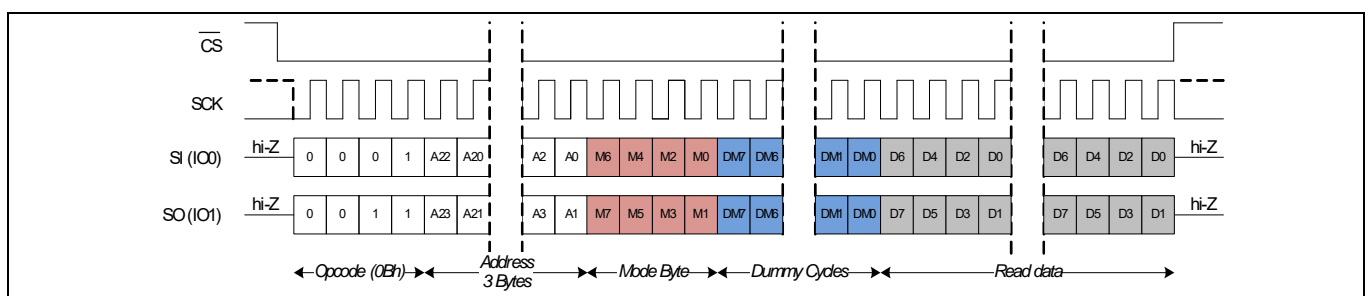 CS
SCK
SI (IO0) hi-Z 0 0 0 1 A22 A20 A2 A0 M6 M4 M2 M0 DM7 DM6 DM1 DM0 D6 D4 D2 D0 D6 D4 D2 D0 hi-Z
SO (IO1) hi-Z 0 0 1 1 A23 A21 A3 A1 M7 M5 M3 M1 DM7 DM6 DM1 DM0 D7 D5 D3 D1 D7 D5 D3 D1 hi-Z
Opcode (0Bh) Address Mode Byte Dummy Cycles Read data
3 Bytes